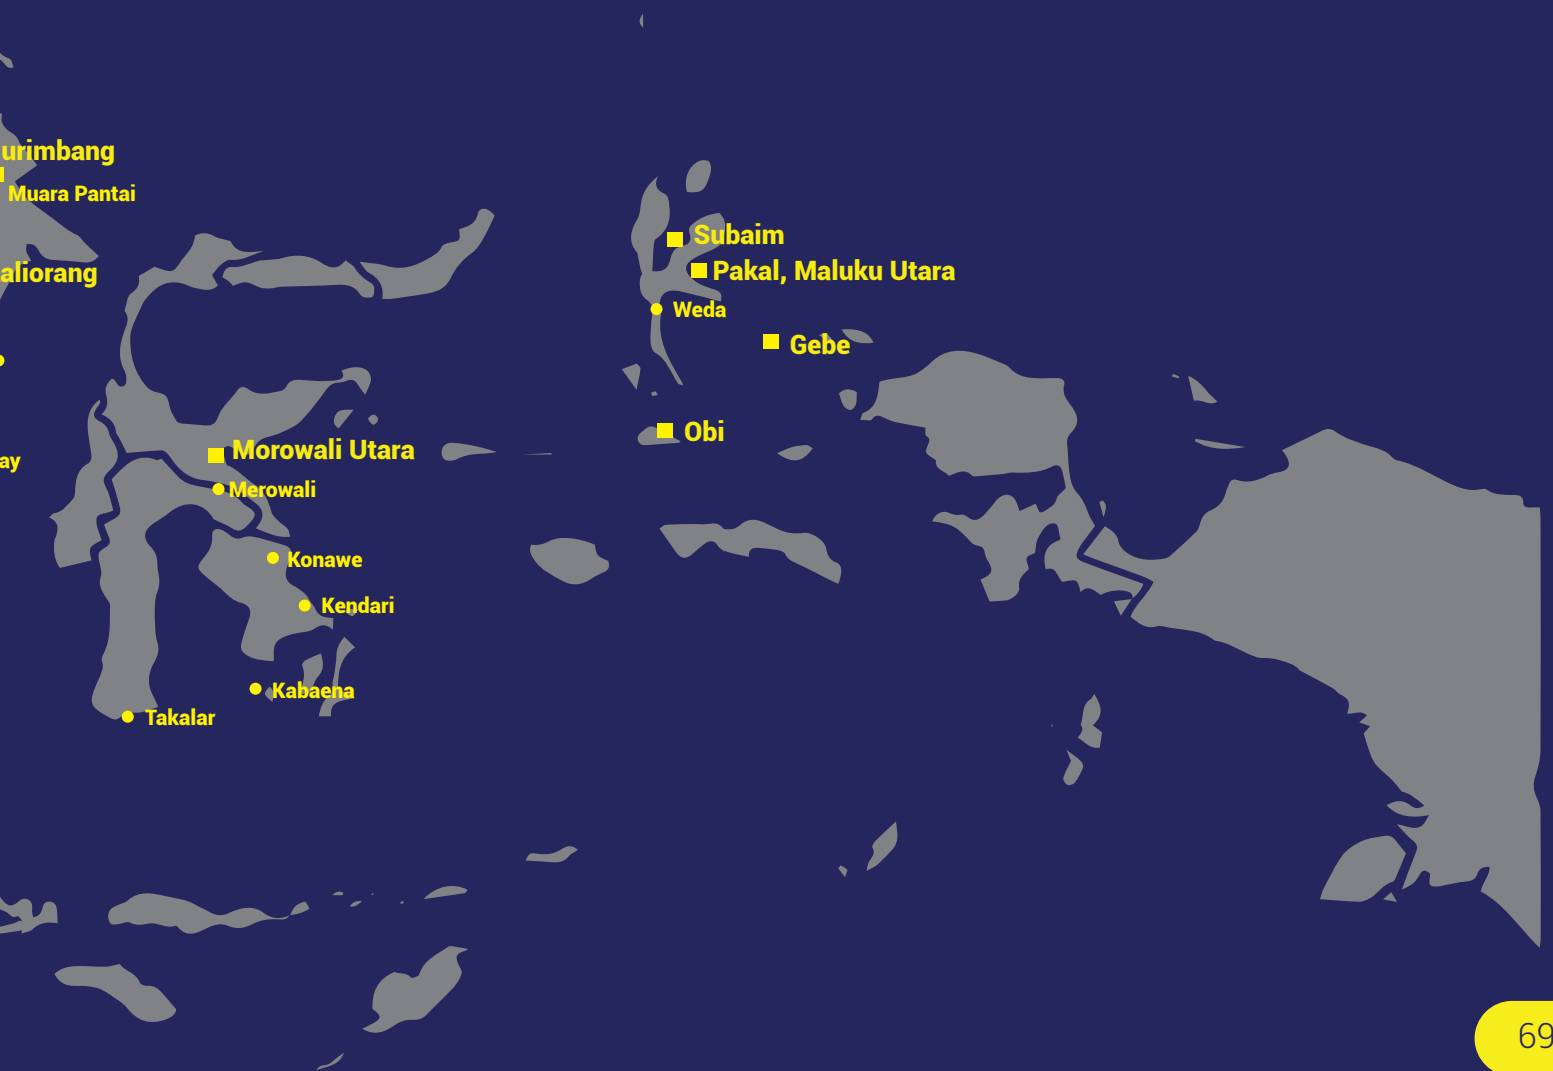 urimbang
Muara Pantai
Subaim
aliorang
Pakal, Maluku Utara
Weda
Gebe
Obi
Morowali Utara
ay
Merowali
Konawe
Kendari
Kabaena
Takalar
69